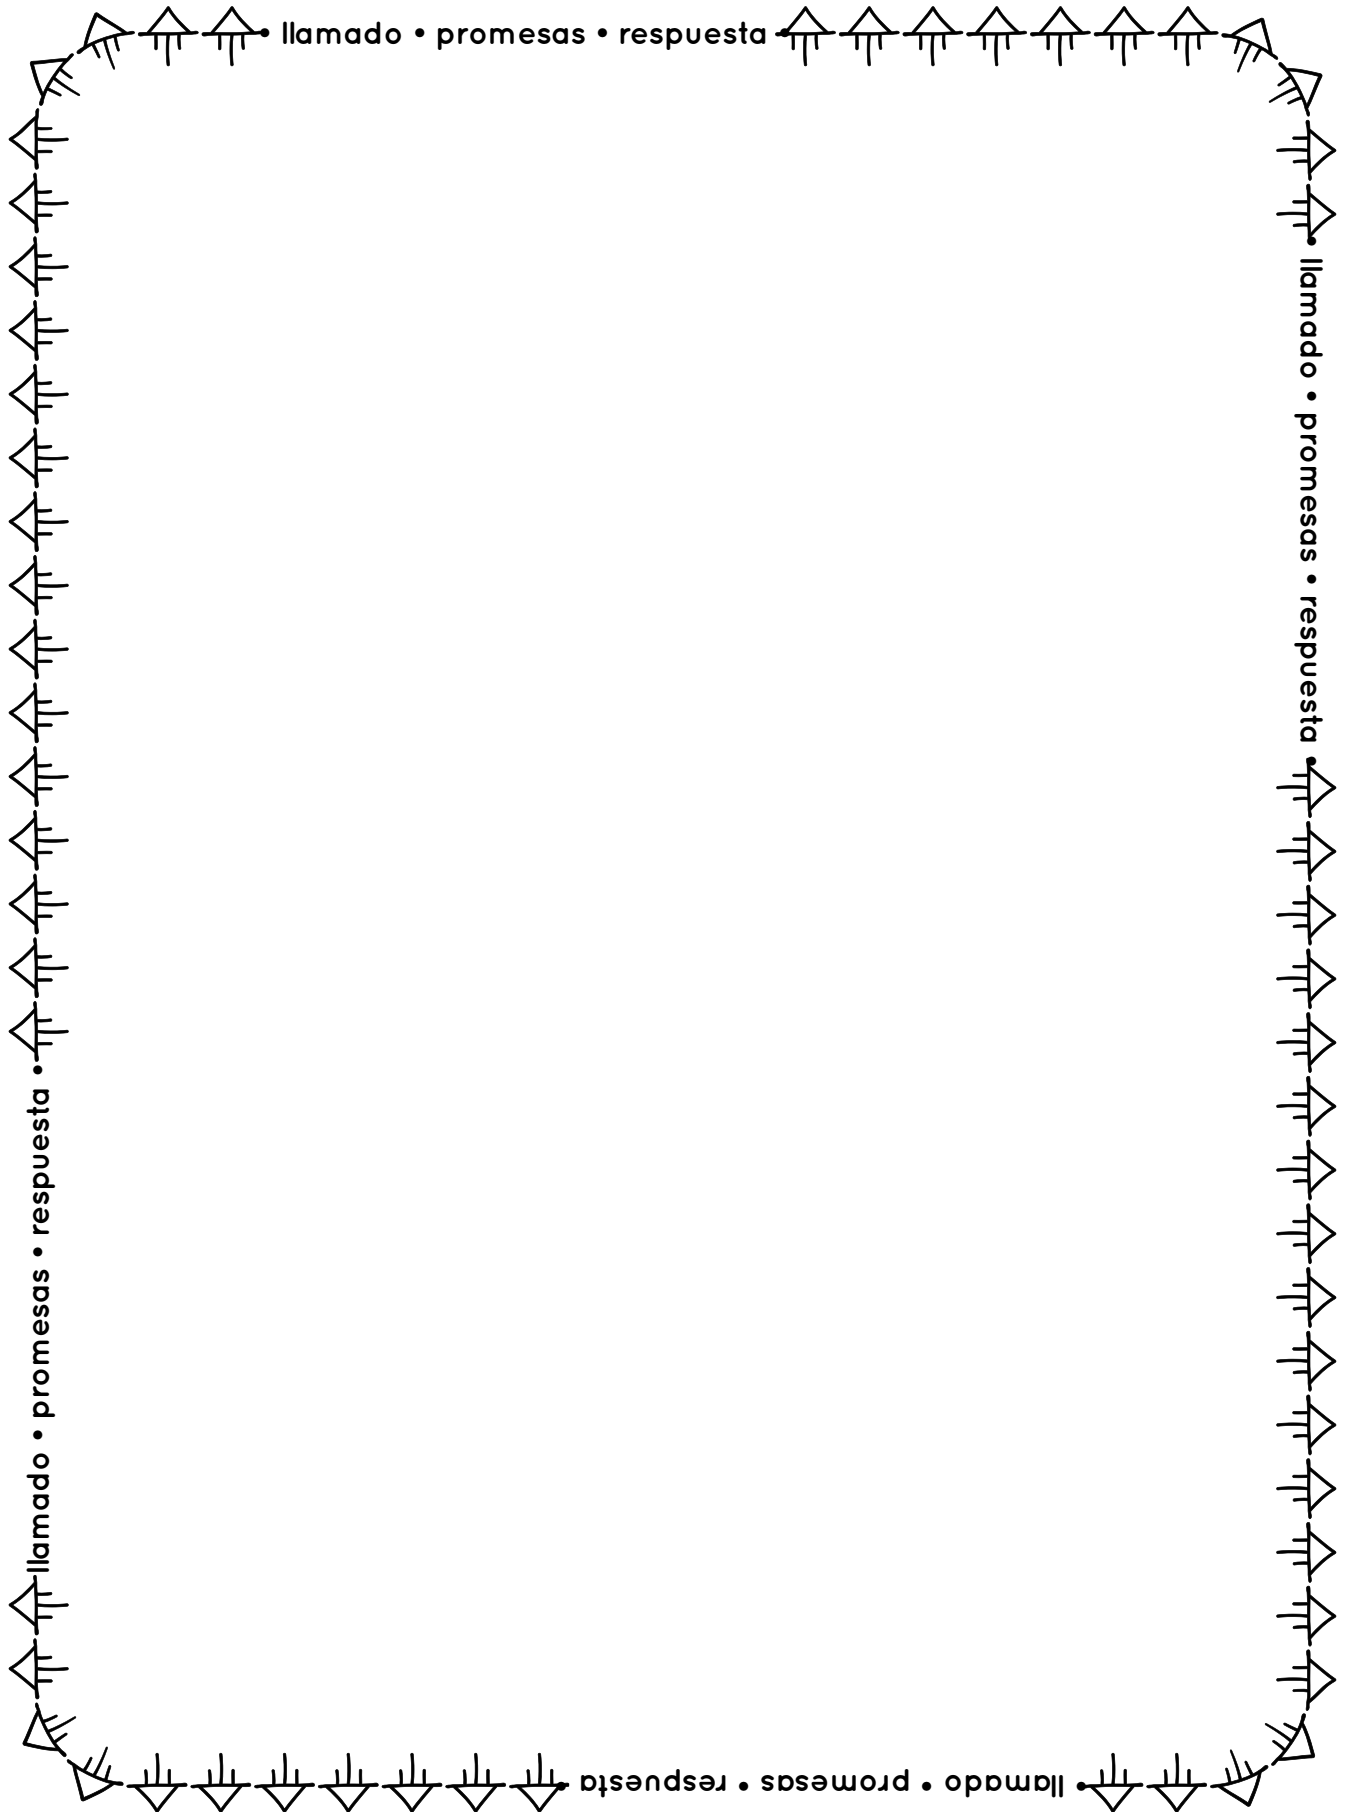 • llamado • promesas • respuesta •
• llamado • promesas • respuesta •
• llamado • promesas • respuesta •
llamado • promesas • respuesta •